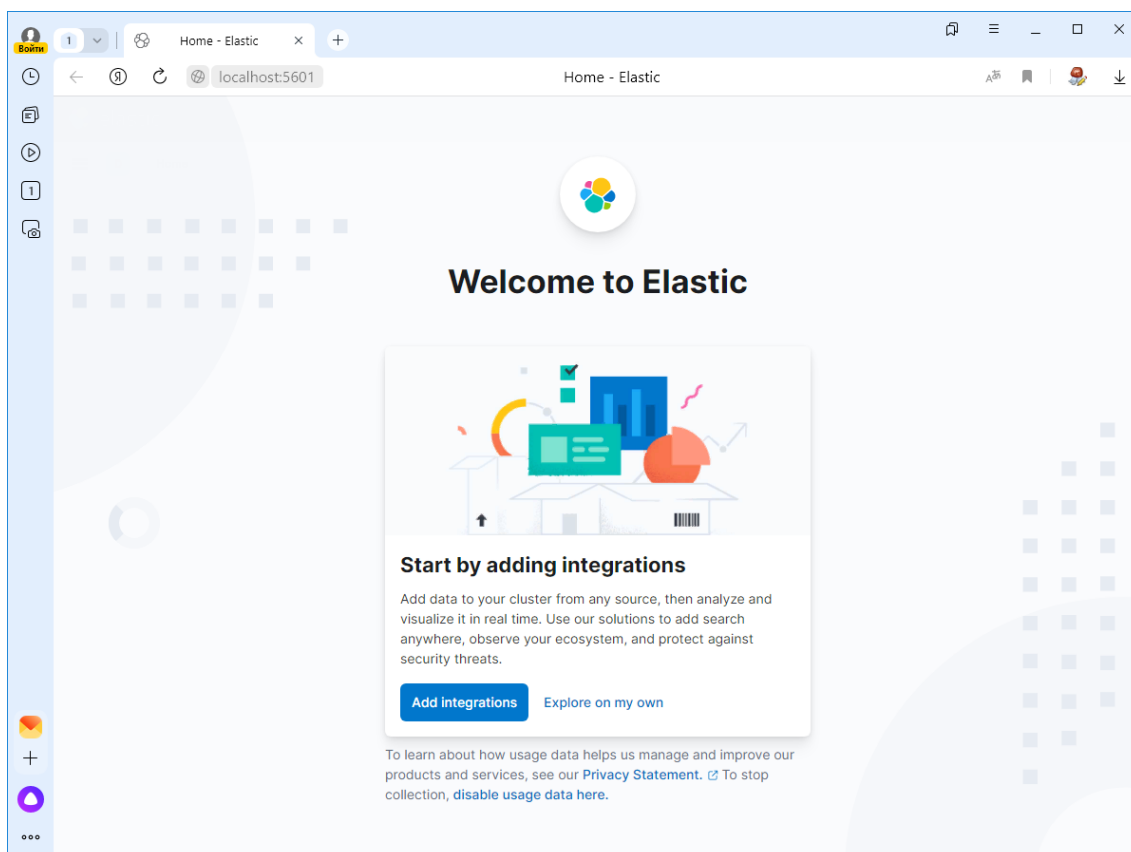 Войти
1
Home - Elastic
Я
localhost:5601
Home - Elastic
1
Welcome to Elastic
Start by adding integrations
Add data to your cluster from any source, then analyze and
visualize it in real time. Use our solutions to add search
anywhere, observe your ecosystem, and protect against
security threats.
Add integrations
Explore on my own
To learn about how usage data helps us manage and improve our
products and services, see our Privacy Statement. To stop
collection, disable usage data here.